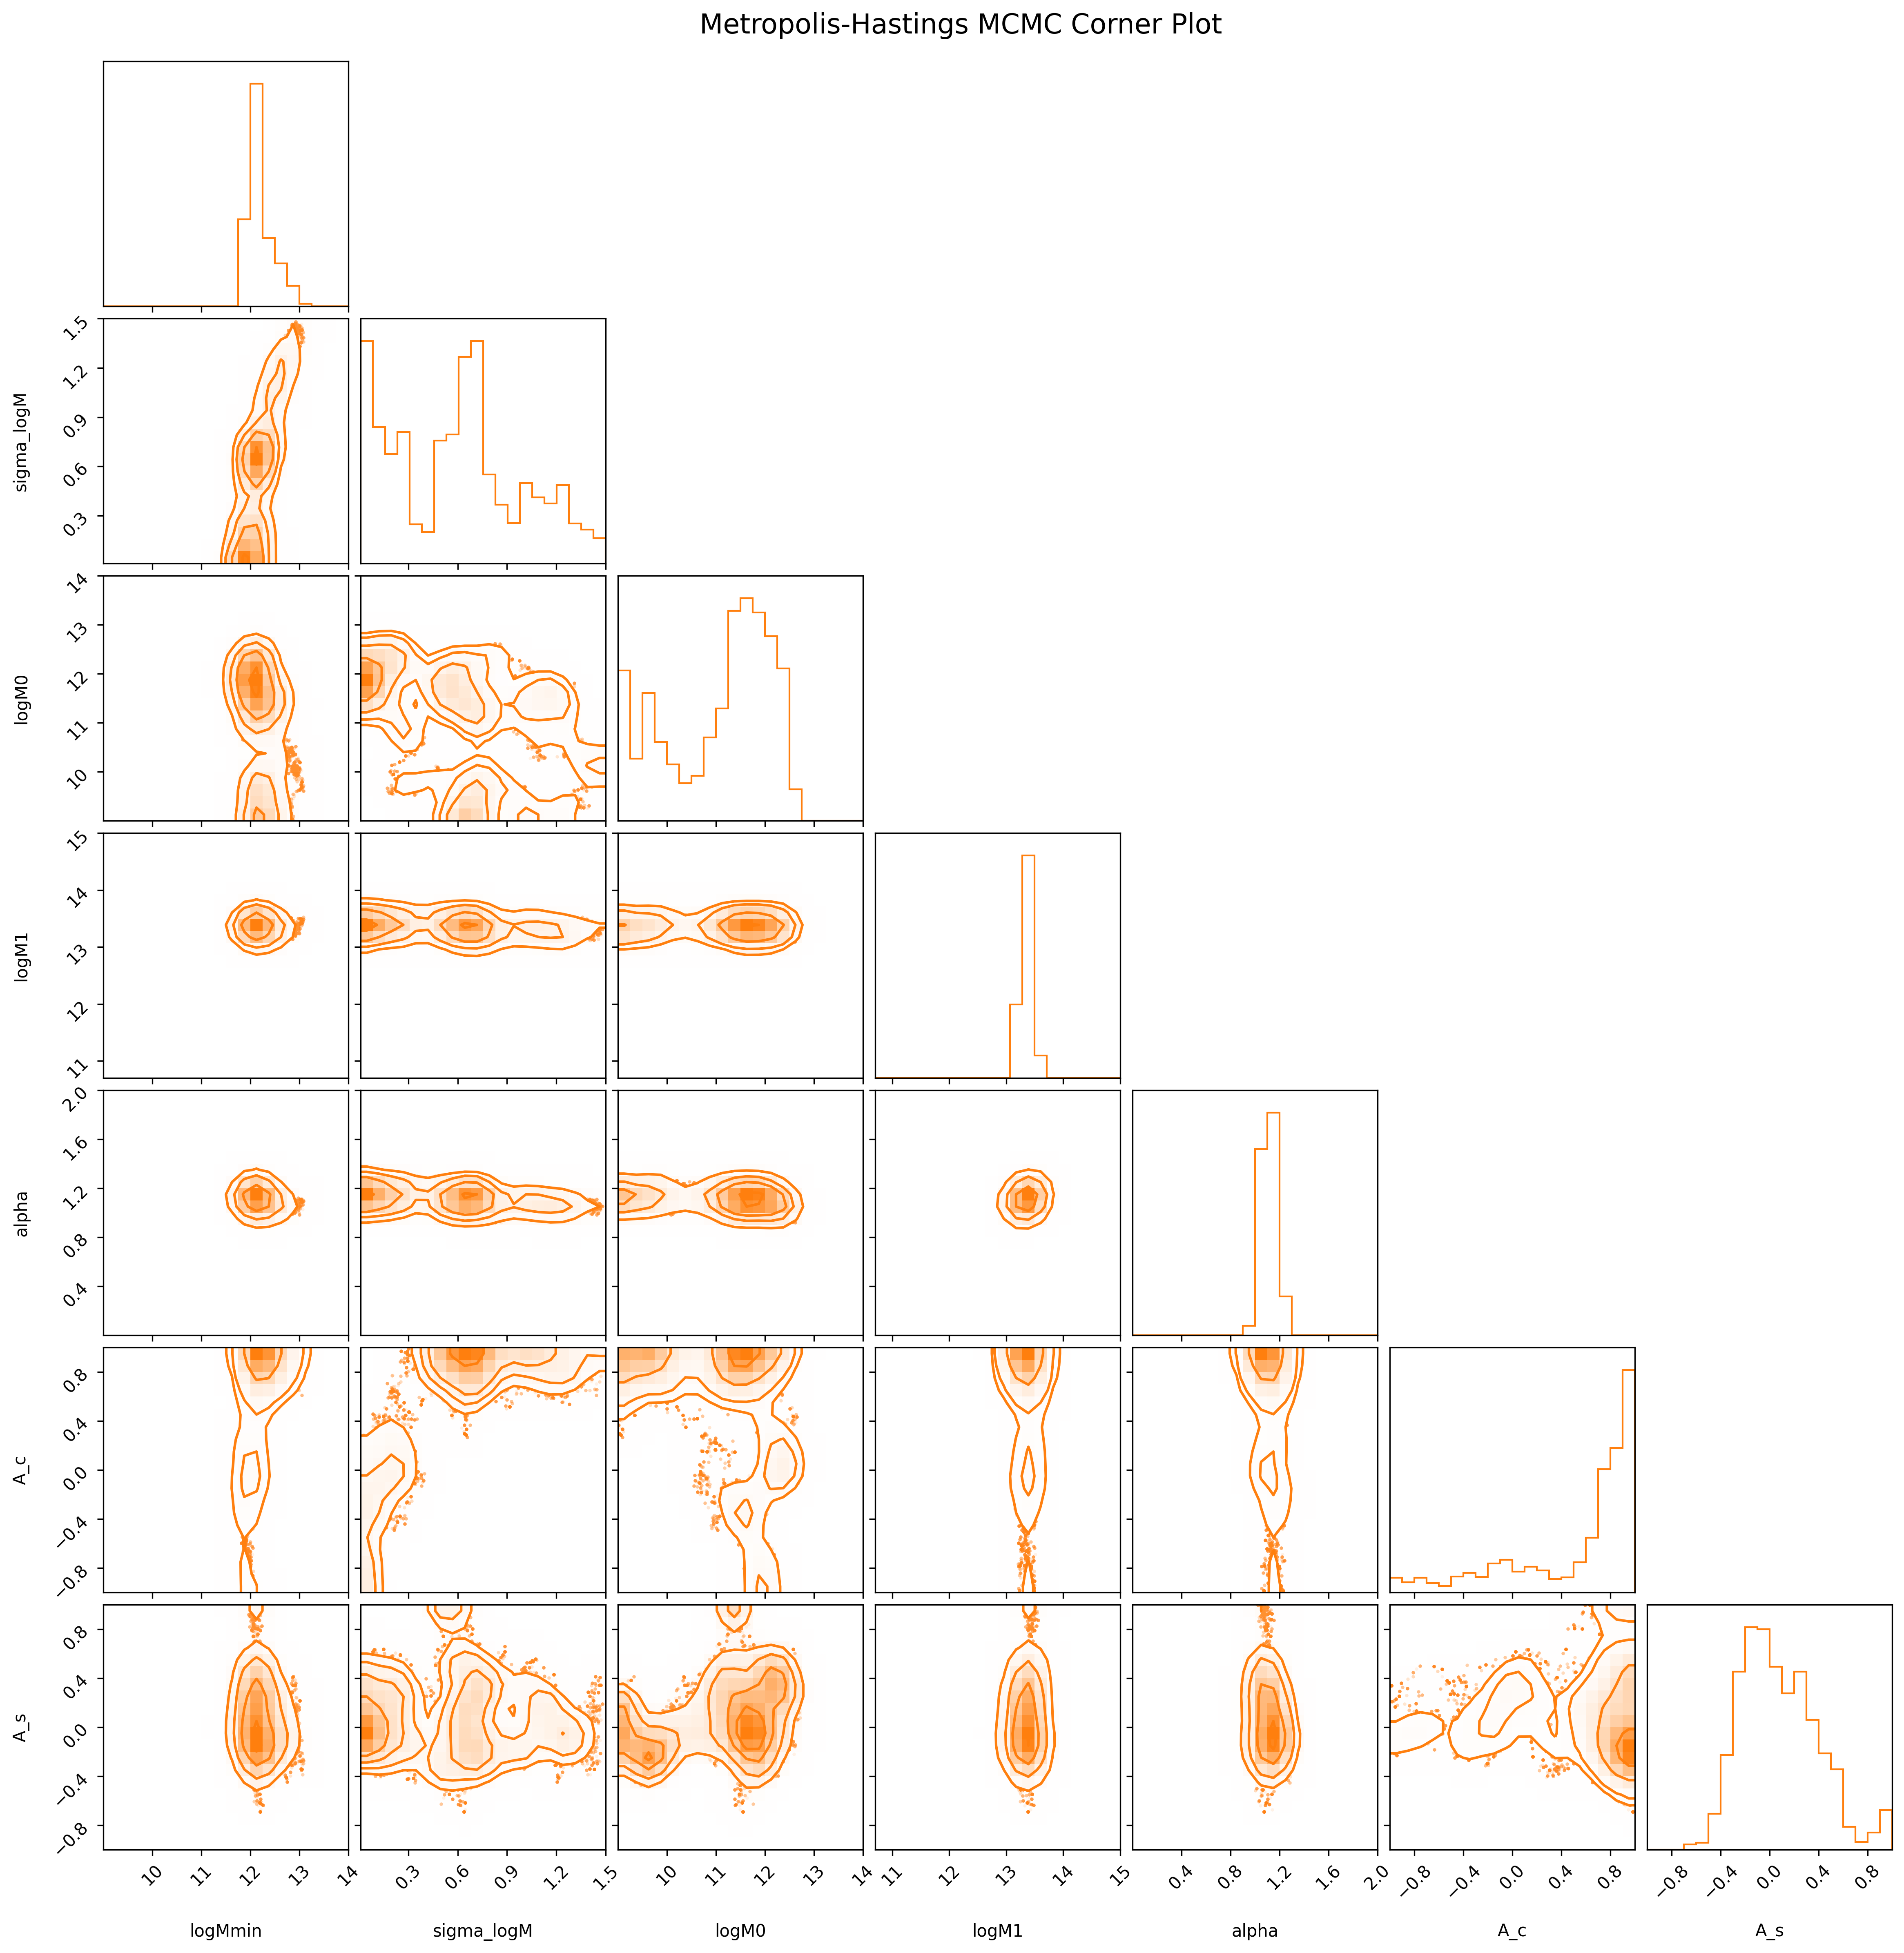 Metropolis-Hastings MCMC Corner Plot
sigma_logM
1.5
1.2
0.9
0.6
0.3
logM0
14
13
12
11
10
logM1
15
14
13
12
11
alpha
2.0
1.6
1.2
0.8
0.4
A_c
0.8
0.4
0.0
−0.4
−0.8
A_s
0.8
0.4
0.0
−0.4
−0.8
10 11 12 13 14
0.3 0.6 0.9 1.2 1.5
10 11 12 13 14
11 12 13 14 15
0.4 0.8 1.2 1.6 2.0
−0.8 −0.4 0.0 0.4 0.8
−0.8 −0.4 0.0 0.4 0.8
logMmin sigma_logM logM0 logM1 alpha A_c A_s